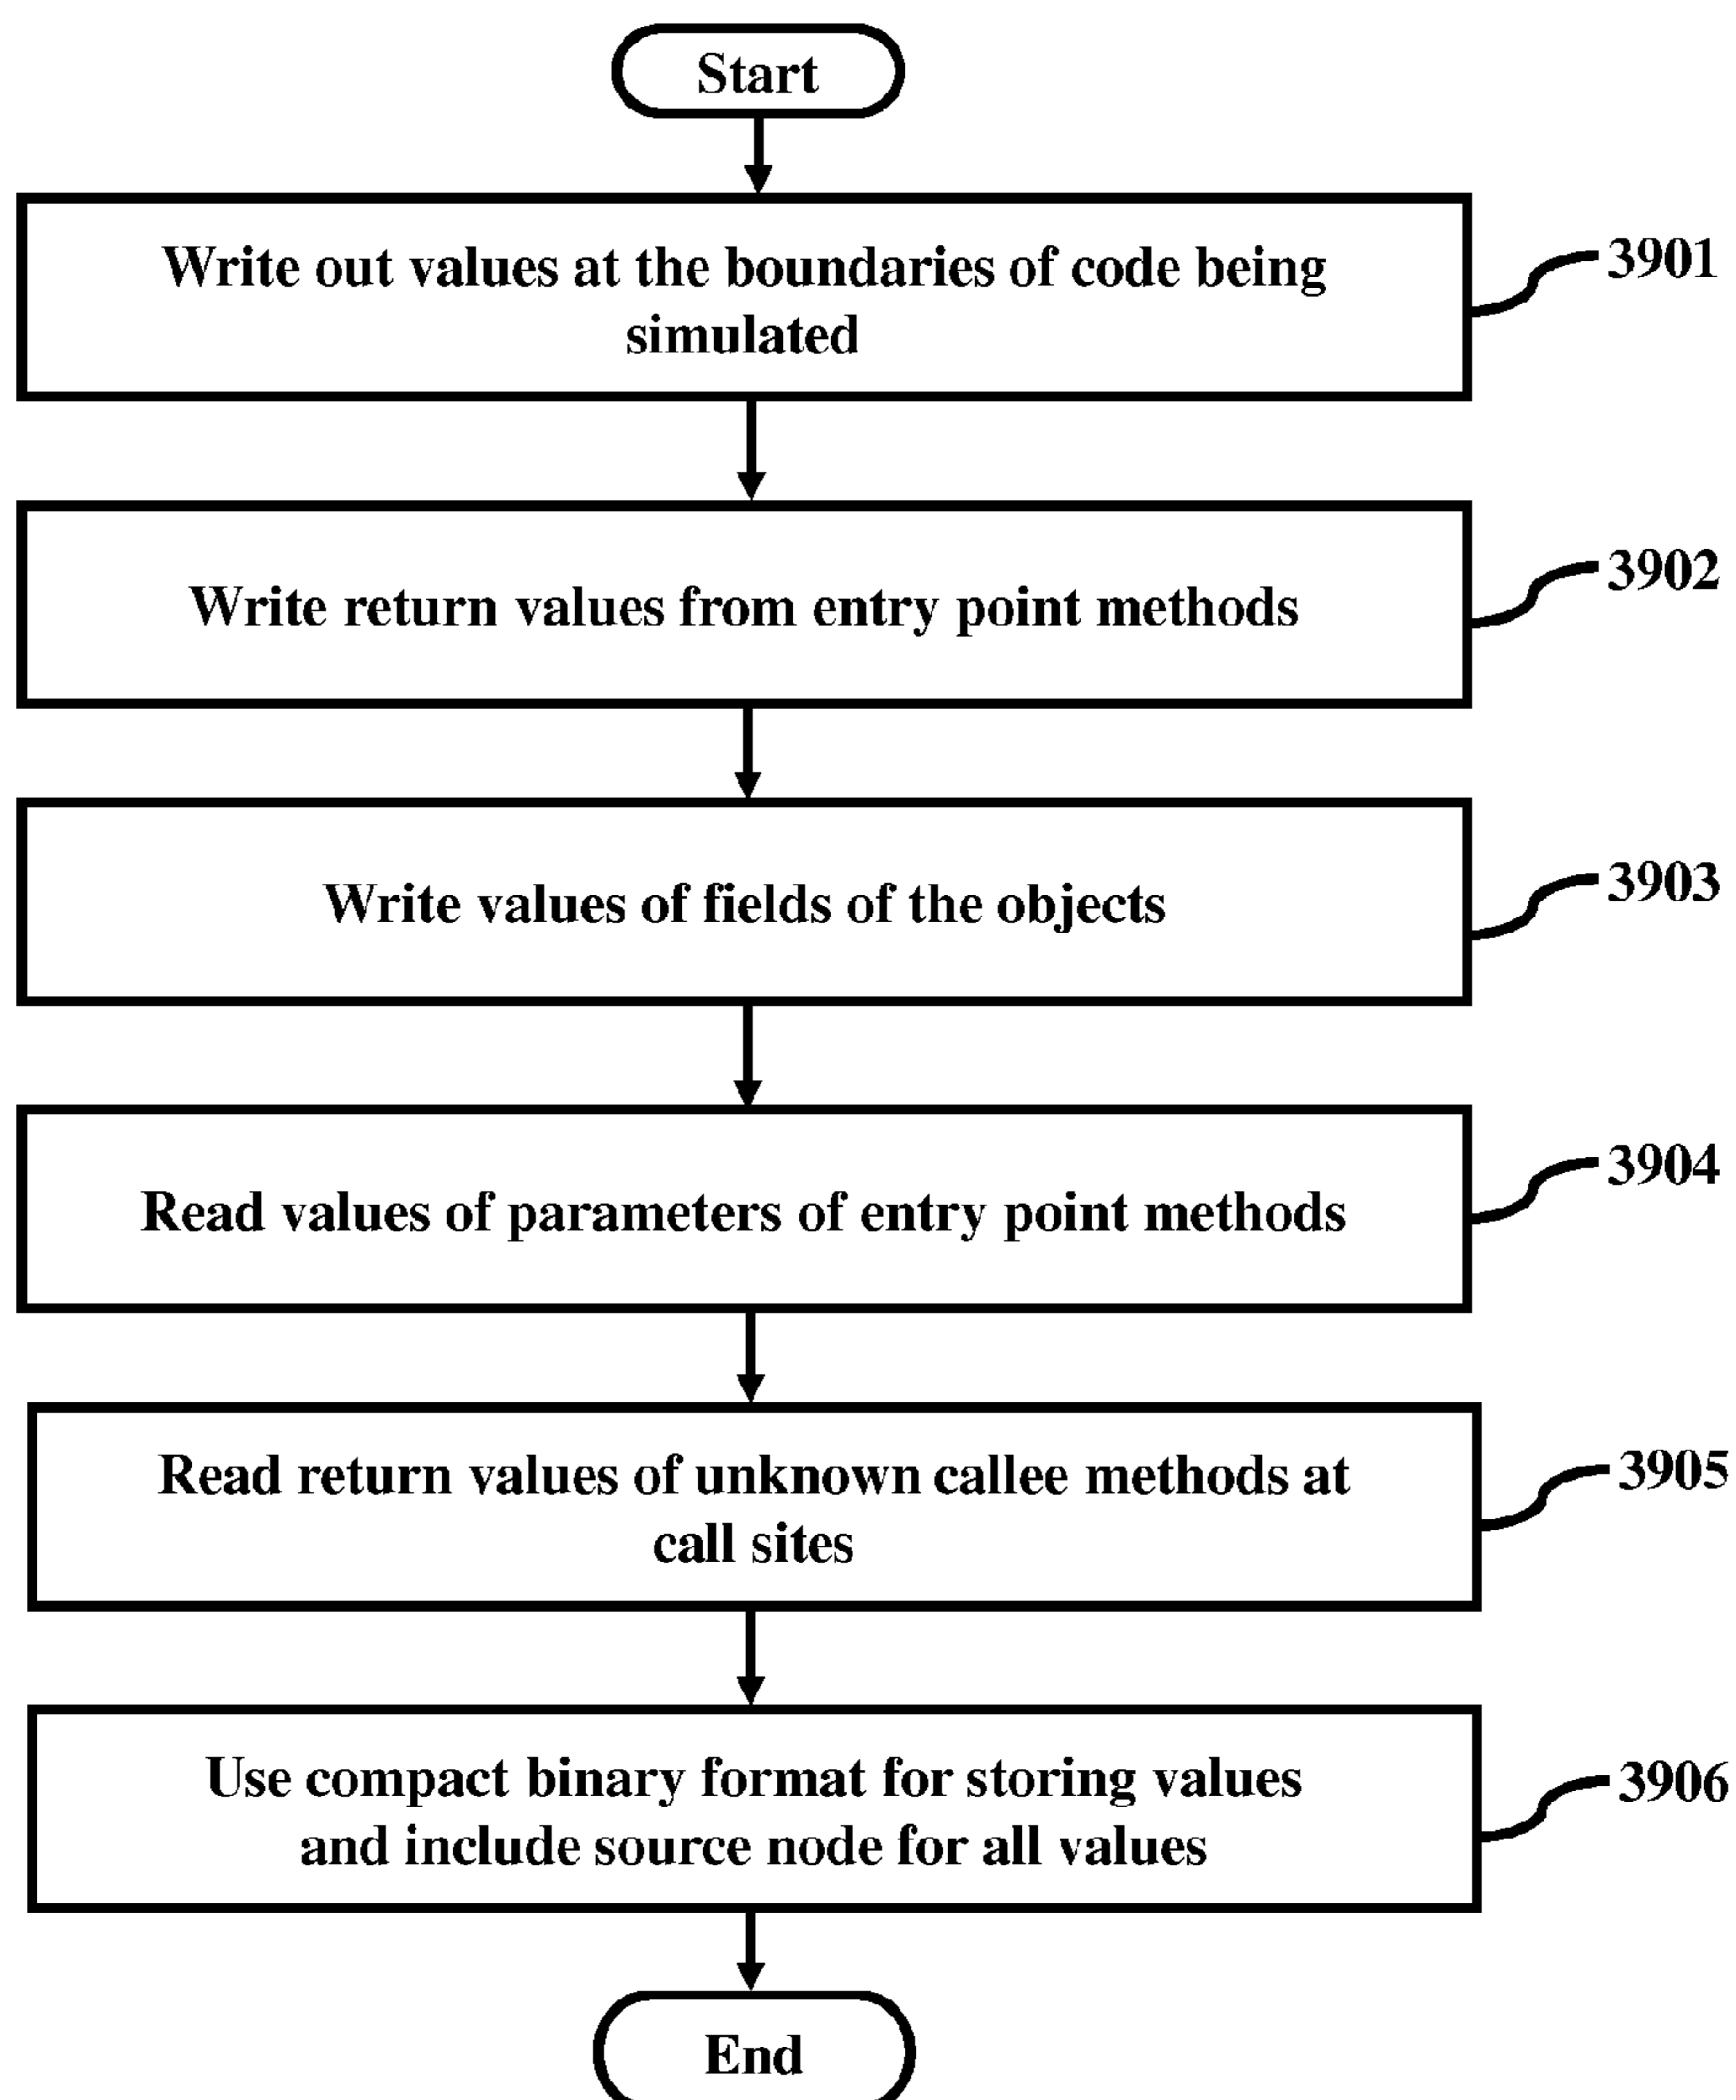 Start
Write out values at the boundaries of code being
simulated
3901
Write return values from entry point methods
3902
Write values of fields of the objects
3903
Read values of parameters of entry point methods
3904
Read return values of unknown callee methods at
call sites
3905
Use compact binary format for storing values
and include source node for all values
3906
End